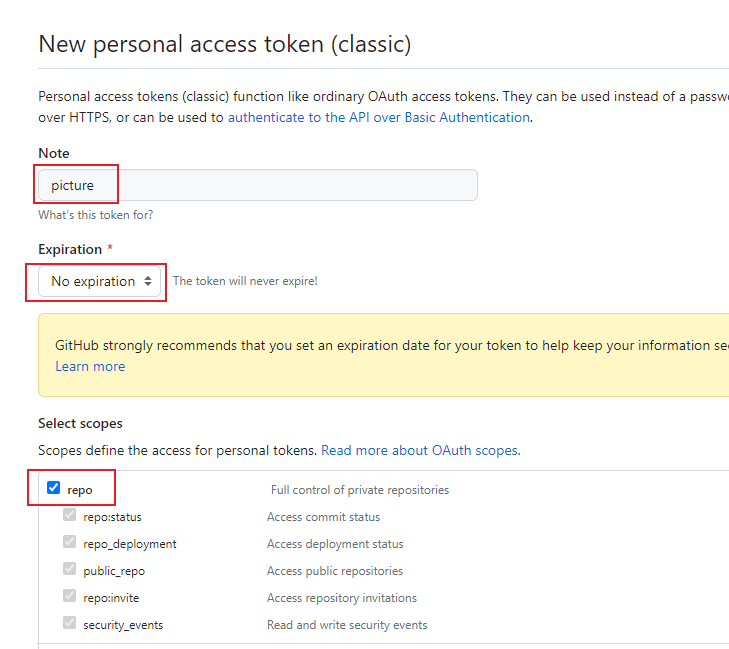 New personal access token (classic)
Personal access tokens (classic) function like ordinary OAuth access tokens. They can be used instead of a
over HTTPS, or can be used to authenticate to the API over Basic Authentication.
Note
picture
What's this token for?
Expiration *
No expiration The token will never expire!
GitHub strongly recommends that you set an expiration date for your token to help keep your information
Learn more
Select scopes
Scopes define the access for personal tokens. Read more about OAuth scopes.
repo Full control of private repositories
repo:status Access commit status
repo_deployment Access deployment status
public_repo Access public repositories
repo:invite Access repository invitations
security_events Read and write security events